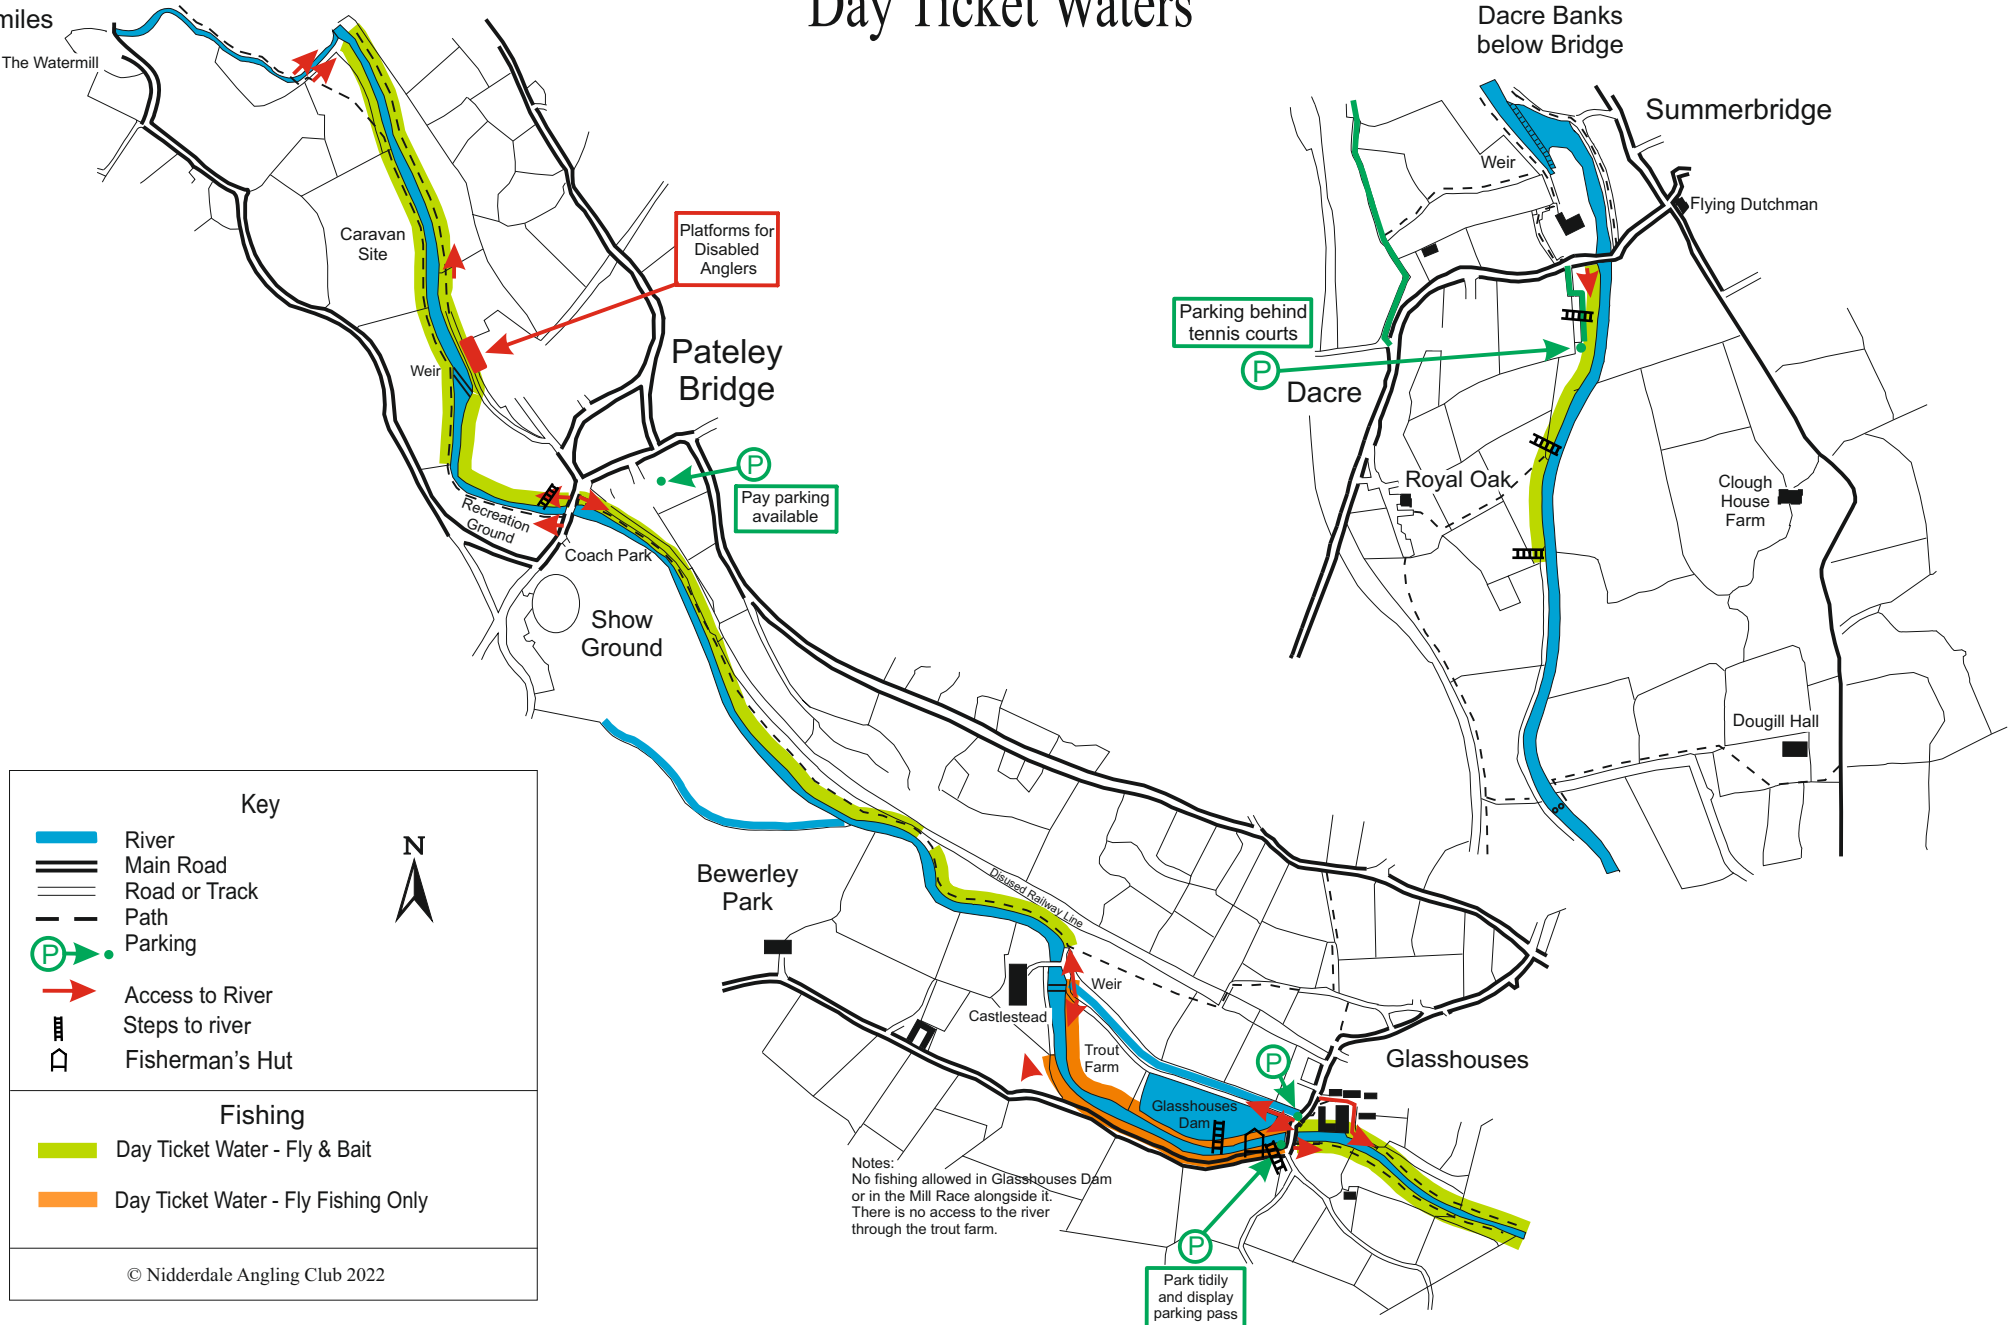 Day Ticket Waters
miles
The Watermill
Dacre Banks
below Bridge
Summerbridge
Weir
Flying Dutchman
Caravan
Site
Platforms for
Disabled
Anglers
Parking behind
tennis courts
P
Dacre
Weir
Pateley
Bridge
P
Pay parking
available
Royal Oak
Clough
House
Farm
Recreation
Ground
Coach Park
Show
Ground
Dougill Hall
Key
River
Main Road
Road or Track
Path
P
Parking
Access to River
Steps to river
Fisherman's Hut
N
Fishing
Day Ticket Water - Fly & Bait
Day Ticket Water - Fly Fishing Only
© Nidderdale Angling Club 2022
Bewerley
Park
Disused Railway Line
Weir
Castlestead
Trout
Farm
P
Glasshouses
Glasshouses
Dam
Notes:
No fishing allowed in Glasshouses Dam
or in the Mill Race alongside it.
There is no access to the river
through the trout farm.
P
Park tidily
and display
parking pass